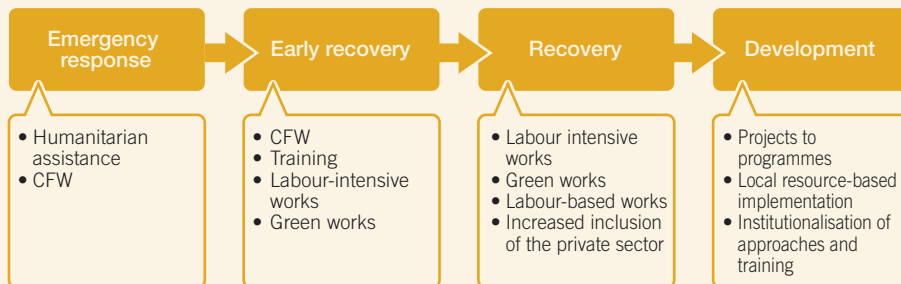 Emergency
response
Early recovery
Recovery
Development
• Humanitarian
assistance
• CFW
• CFW
• Training
• Labour-intensive
works
• Green works
• Labour intensive
works
• Green works
• Labour-based works
• Increased inclusion
of the private sector
• Projects to
programmes
• Local resource-based
implementation
• Institutionalisation of
approaches and
training